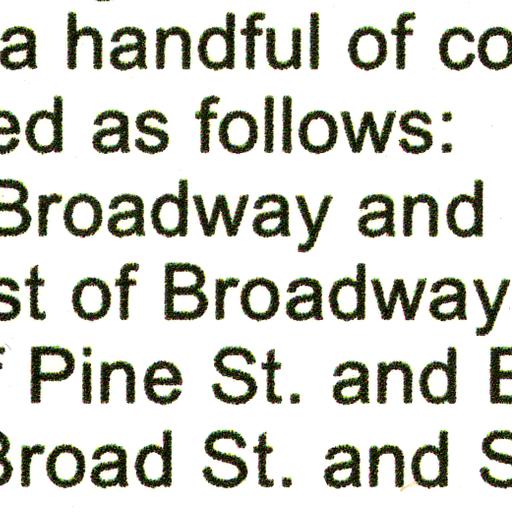 a handful of co
ed as follows:
Broadway and
st of Broadway
f Pine St. and B
Broad St. and S